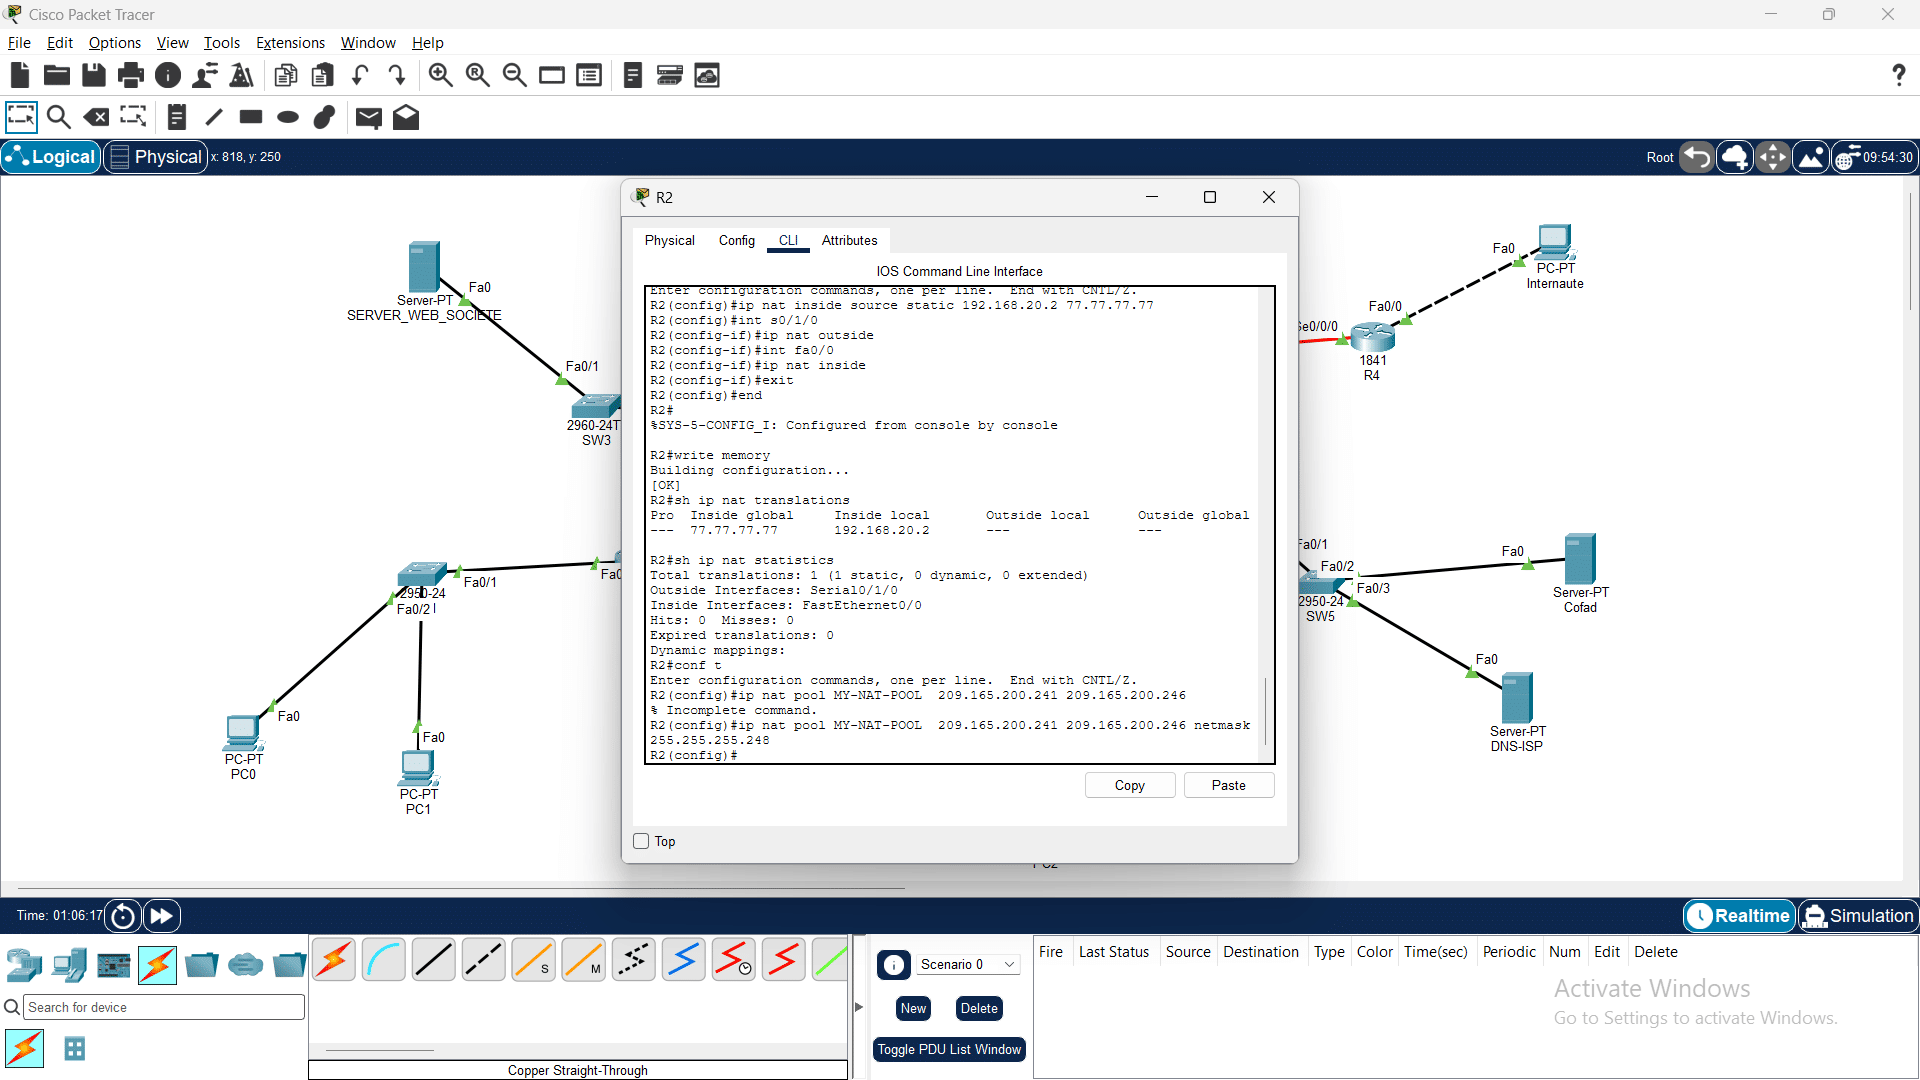 Cisco Packet Tracer
File Edit Options View Tools Extensions Window Help
Logical Physical x: 818, y: 250 Root 09:54:30
R2
Physical Config CLI Attributes
IOS Command Line Interface
Enter configuration commands, one per line. End with CNTL/Z.
R2(config)#ip nat inside source static 192.168.20.2 77.77.77.77
R2(config)#int s0/1/0
R2(config-if)#ip nat outside
R2(config-if)#int fa0/0
R2(config-if)#ip nat inside
R2(config-if)#exit
R2(config)#end
R2#
%SYS-5-CONFIG_I: Configured from console by console
R2#write memory
Building configuration...
[OK]
R2#sh ip nat translations
Pro Inside global Inside local Outside local Outside global
--- 77.77.77.77 192.168.20.2 --- ---
R2#sh ip nat statistics
Total translations: 1 (1 static, 0 dynamic, 0 extended)
Outside Interfaces: Serial0/1/0
Inside Interfaces: FastEthernet0/0
Hits: 0 Misses: 0
Expired translations: 0
Dynamic mappings:
R2#conf t
Enter configuration commands, one per line. End with CNTL/Z.
R2(config)#ip nat pool MY-NAT-POOL 209.165.200.241 209.165.200.246
% Incomplete command.
R2(config)#ip nat pool MY-NAT-POOL 209.165.200.241 209.165.200.246 netmask
255.255.255.248
R2(config)#
Copy Paste
Top
Fa0
Server-PT
SERVER_WEB_SOCIETE
Fa0/1
2960-24T
SW3
Fa0/1
2950-24
Fa0/2
Fa0
PC-PT
PC0
Fa0
PC-PT
PC1
Fa0
PC-PT
Internaute
Fa0/0
Se0/0/0
1841
R4
Fa0/1
Fa0/2
Fa0/3
2950-24
SW5
Fa0
Server-PT
Cofad
Fa0
Server-PT
DNS-ISP
Time: 01:06:17 Realtime Simulation
Search for device
S
M
Copper Straight-Through
Scenario 0
New Delete
Toggle PDU List Window
Fire Last Status Source Destination Type Color Time(sec) Periodic Num Edit Delete
Activate Windows
Go to Settings to activate Windows.